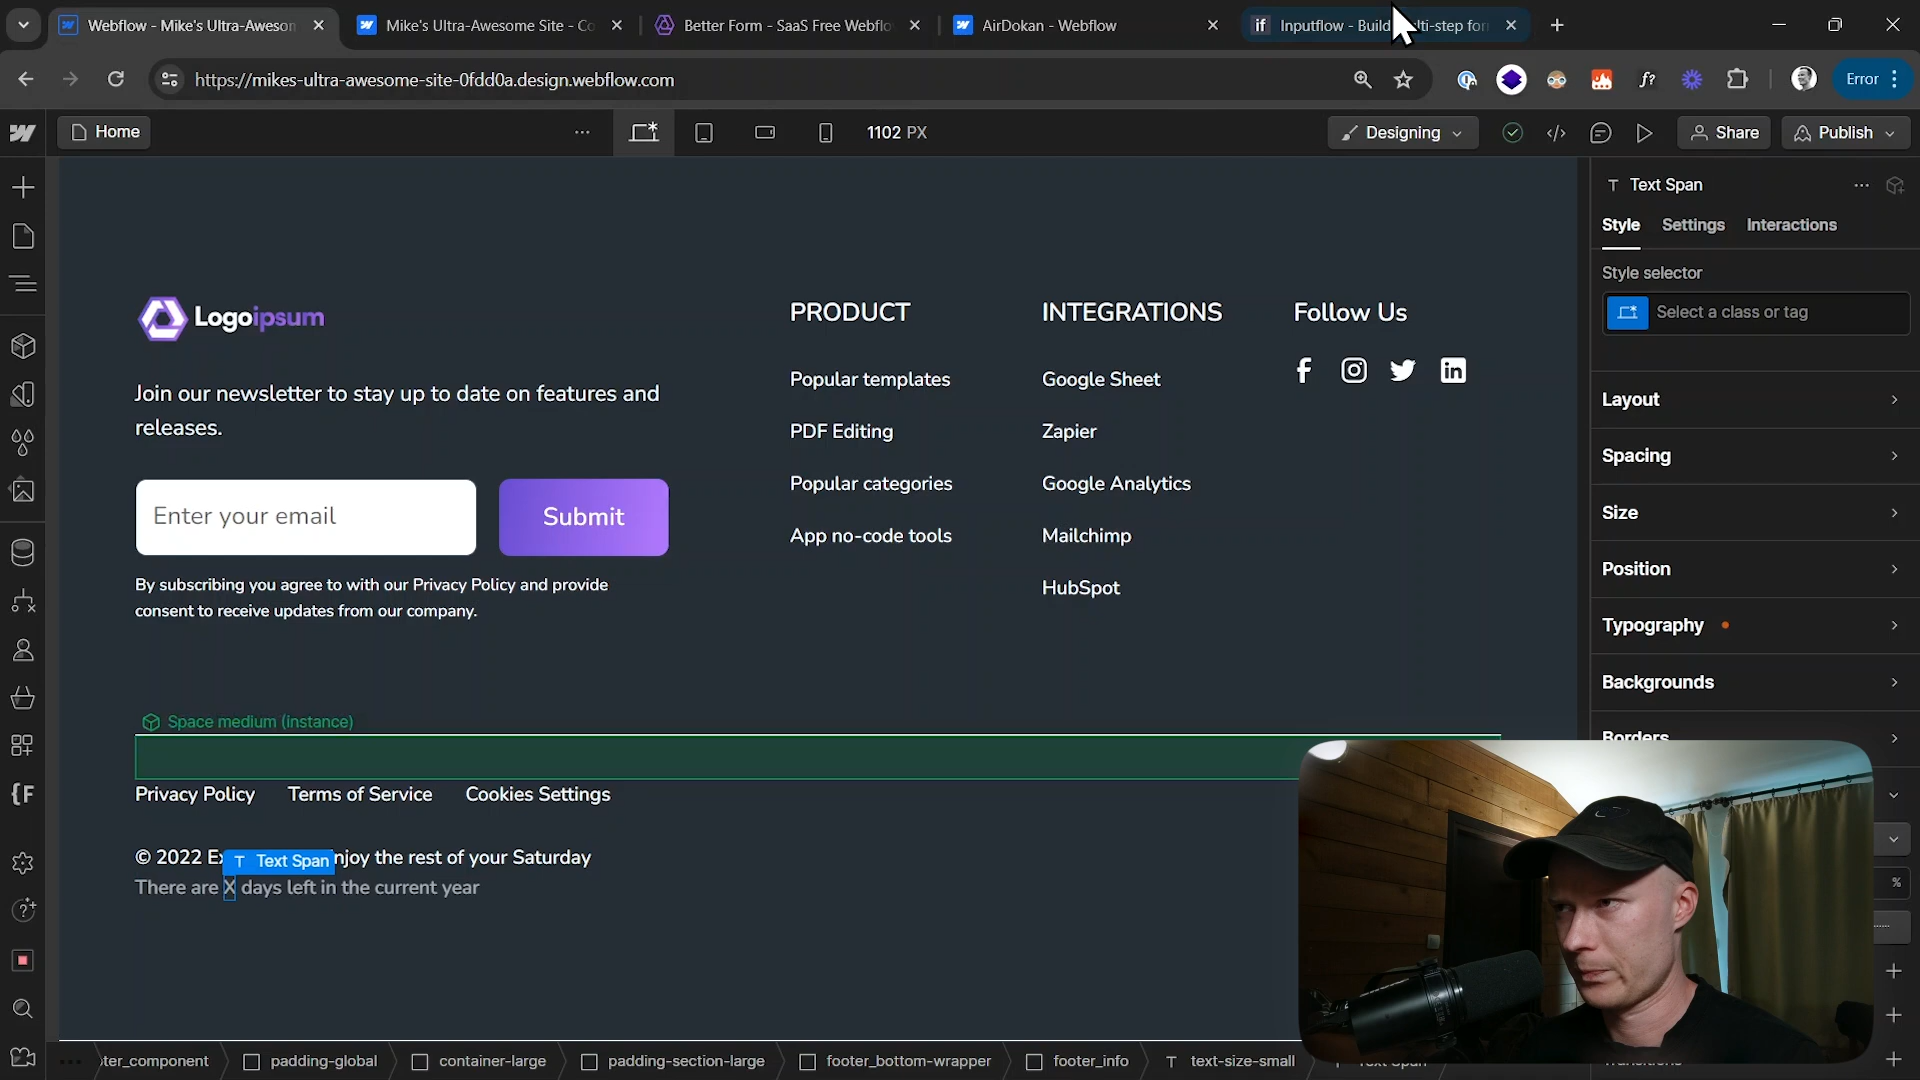 Webflow - Mike's Ultra-Aweson
Mike's Ultra-Awesome Site - Co
Better Form - SaaS Free Webflo
AirDokan - Webflow
if Inputflow - Build
lti-step for
https://mikes-ultra-awesome-site-0fdd0a.design.webflow.com
f?
Error
Home
1102 PX
Designing
Share
Publish
T Text Span
Style Settings Interactions
Style selector
Select a class or tag
Layout
Spacing
Size
Position
Typography
Backgrounds
Borders
%
Logoipsum
Join our newsletter to stay up to date on features and
releases.
Enter your email
Submit
By subscribing you agree to with our Privacy Policy and provide
consent to receive updates from our company.
PRODUCT
Popular templates
PDF Editing
Popular categories
App no-code tools
INTEGRATIONS
Google Sheet
Zapier
Google Analytics
Mailchimp
HubSpot
Follow Us
Space medium (instance)
Privacy Policy Terms of Service Cookies Settings
© 2022 E
T Text Span
njoy the rest of your Saturday
There are X days left in the current year
ter_component
padding-global
container-large
padding-section-large
footer_bottom-wrapper
footer_info
T text-size-small